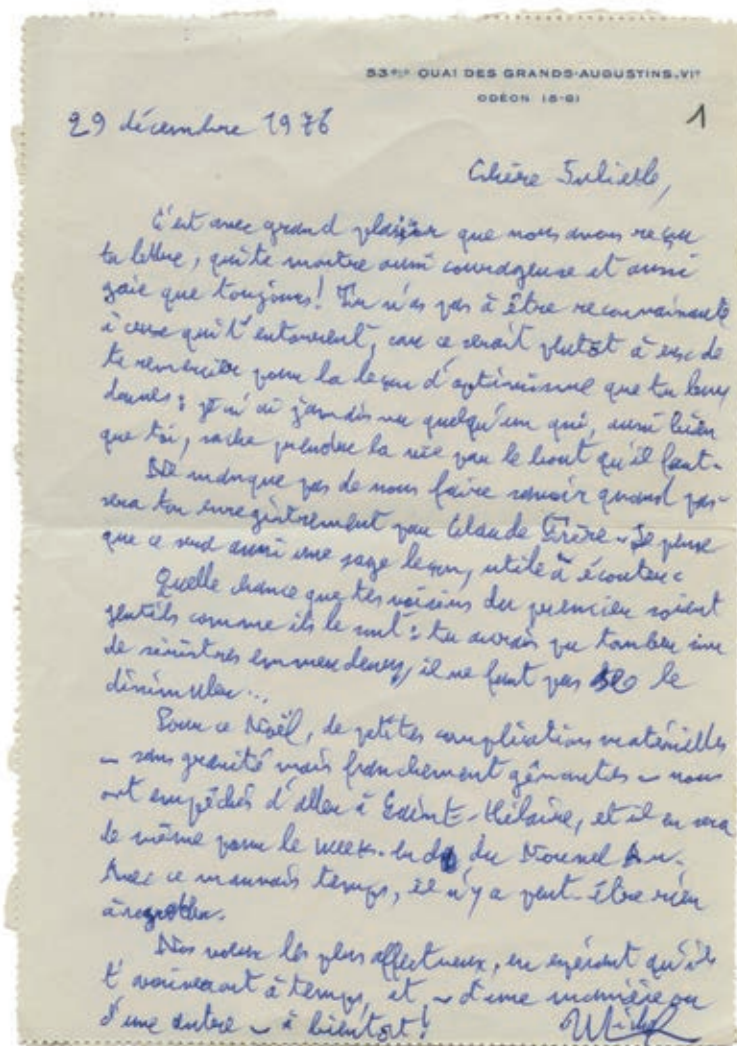 53 bis QUAI DES GRANDS-AUGUSTINS. VIe
ODÉON
1
29 décembre 1976
Chère Juliette,
C'est avec grand plaisir que nous avons reçu
ta lettre, qui te montre aussi courageuse et aussi
gaie que toujours! Tu n'as pas à être reconnaissante
à ceux qui t'entourent, car ce serait plutôt à eux de
te remercier pour la leçon d'optimisme que tu leur
donnes: je n'ai jamais vu quelqu'un qui, aussi bien
que toi, sache prendre la vie par le bout qu'il faut.
Ne manque pas de nous faire savoir quand pas-
sera ton enregistrement par Claude Frère. Je pense
que ce sera aussi une sage leçon, utile à écouter.
Quelle chance que tes voisins du premier soient
gentils comme ils le sont: tu aurais pu tomber sur
de sinistres emmerdeurs, il ne faut pas se le
dissimuler...
Pour ce Noël, de petites complications matérielles
– sans gravité mais franchement gênantes – nous
ont empêchés d'aller à Saint-Hilaire, et il en sera
de même pour le week-end du Nouvel An.
Avec ce mauvais temps, il n'y a peut-être rien
à regretter.
Nos vœux les plus affectueux, en espérant qu'ils
t'arriveront à temps, et – d'une manière ou
d'une autre – à bientôt!